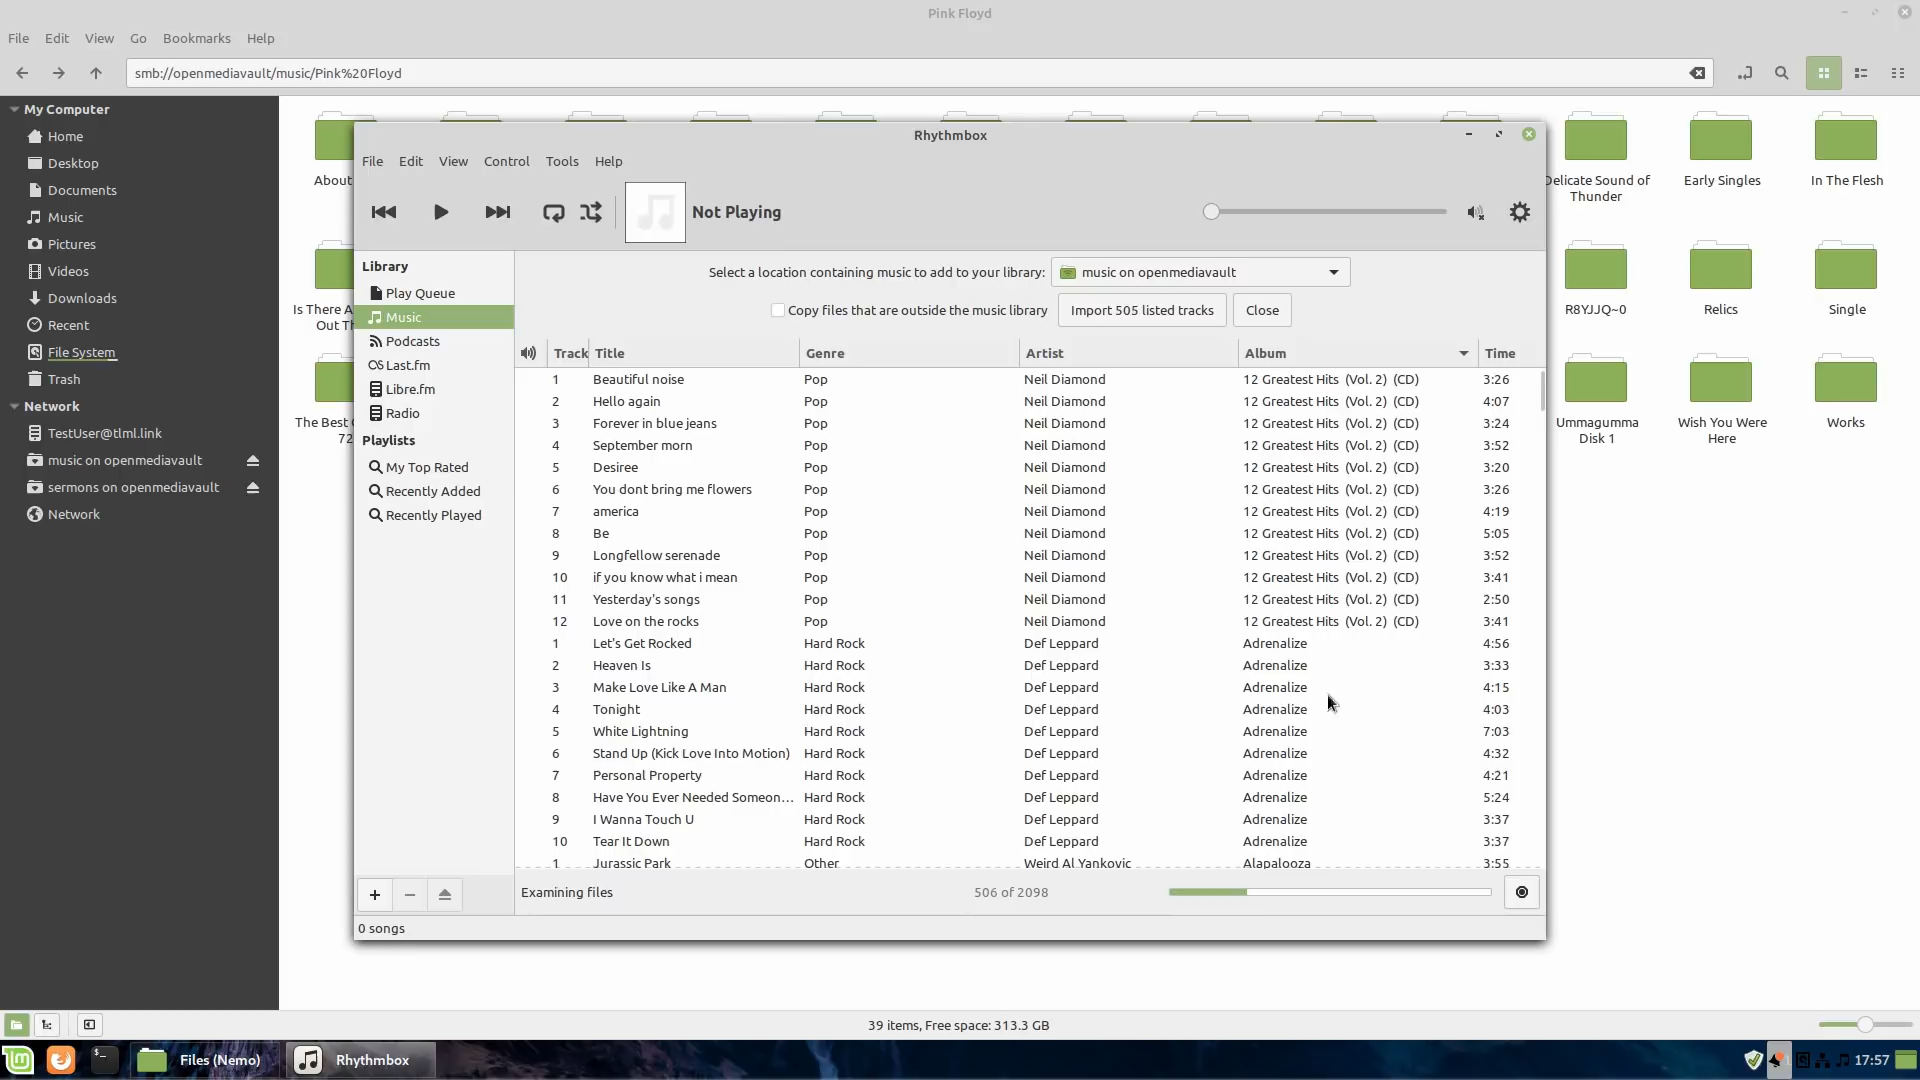 Pink Floyd
File Edit View Go Bookmarks Help
smb://openmediavault/music/Pink%20Floyd
My Computer
Home
Desktop
Documents
Music
Pictures
Videos
Downloads
Recent
File System
Trash
Network
TestUser@tlml.link
music on openmediavault
sermons on openmediavault
Network
About
Is There A
Out Th
The Best
72
Delicate Sound of
Thunder
Early Singles
In The Flesh
R8YJJQ~0
Relics
Single
Ummagumma
Disk 1
Wish You Were
Here
Works
Rhythmbox
File Edit View Control Tools Help
Not Playing
Library
Play Queue
Music
Podcasts
Last.fm
Libre.fm
Radio
Playlists
My Top Rated
Recently Added
Recently Played
Select a location containing music to add to your library: music on openmediavault
Copy files that are outside the music library Import 505 listed tracks Close
Track Title Genre Artist Album Time
1 Beautiful noise Pop Neil Diamond 12 Greatest Hits (Vol. 2) (CD) 3:26
2 Hello again Pop Neil Diamond 12 Greatest Hits (Vol. 2) (CD) 4:07
3 Forever in blue jeans Pop Neil Diamond 12 Greatest Hits (Vol. 2) (CD) 3:24
4 September morn Pop Neil Diamond 12 Greatest Hits (Vol. 2) (CD) 3:52
5 Desiree Pop Neil Diamond 12 Greatest Hits (Vol. 2) (CD) 3:20
6 You dont bring me flowers Pop Neil Diamond 12 Greatest Hits (Vol. 2) (CD) 3:26
7 america Pop Neil Diamond 12 Greatest Hits (Vol. 2) (CD) 4:19
8 Be Pop Neil Diamond 12 Greatest Hits (Vol. 2) (CD) 5:05
9 Longfellow serenade Pop Neil Diamond 12 Greatest Hits (Vol. 2) (CD) 3:52
10 if you know what i mean Pop Neil Diamond 12 Greatest Hits (Vol. 2) (CD) 3:41
11 Yesterday's songs Pop Neil Diamond 12 Greatest Hits (Vol. 2) (CD) 2:50
12 Love on the rocks Pop Neil Diamond 12 Greatest Hits (Vol. 2) (CD) 3:41
1 Let's Get Rocked Hard Rock Def Leppard Adrenalize 4:56
2 Heaven Is Hard Rock Def Leppard Adrenalize 3:33
3 Make Love Like A Man Hard Rock Def Leppard Adrenalize 4:15
4 Tonight Hard Rock Def Leppard Adrenalize 4:03
5 White Lightning Hard Rock Def Leppard Adrenalize 7:03
6 Stand Up (Kick Love Into Motion) Hard Rock Def Leppard Adrenalize 4:32
7 Personal Property Hard Rock Def Leppard Adrenalize 4:21
8 Have You Ever Needed Someon... Hard Rock Def Leppard Adrenalize 5:24
9 I Wanna Touch U Hard Rock Def Leppard Adrenalize 3:37
10 Tear It Down Hard Rock Def Leppard Adrenalize 3:37
1 Jurassic Park Other Weird Al Yankovic Alapalooza 3:55
Examining files 506 of 2098
0 songs
39 items, Free space: 313.3 GB
Files (Nemo) Rhythmbox 17:57